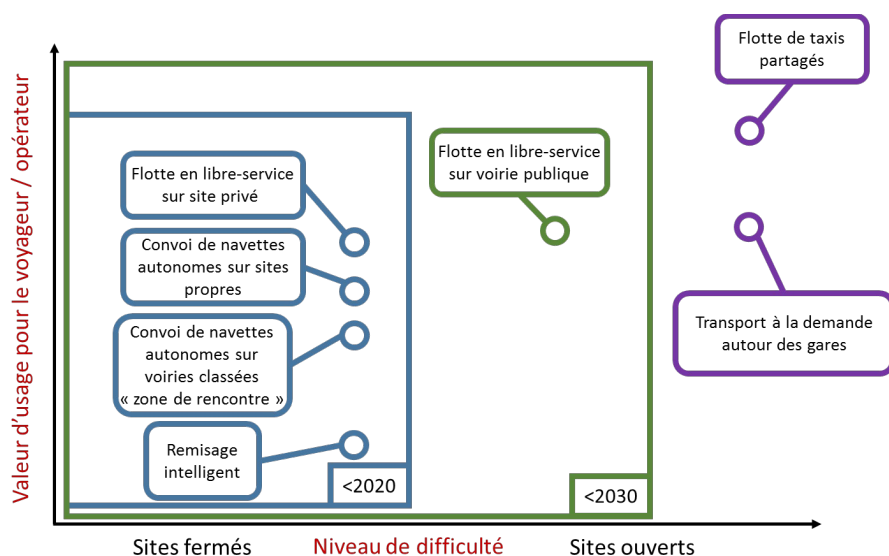 Flotte de taxis
partagés
Flotte en libre-service
sur voirie publique
Flotte en libre-service
sur site privé
Convoi de navettes
autonomes sur sites
propres
Convoi de navettes
autonomes sur
voiries classées
« zone de rencontre »
Transport à la demande
autour des gares
Remisage
intelligent
<2020
<2030
Valeur d'usage pour le voyageur / opérateur
Sites fermés
Niveau de difficulté
Sites ouverts